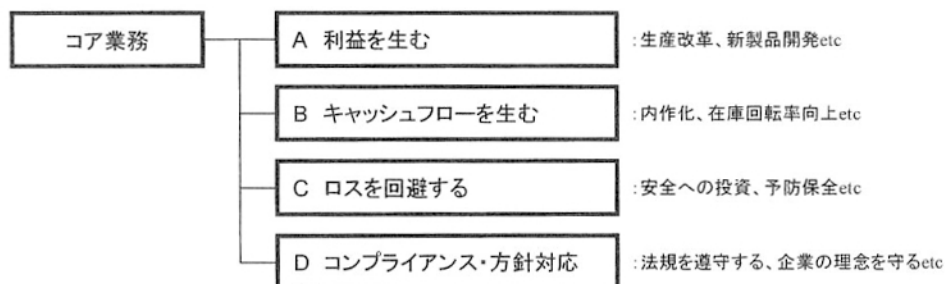 コア業務
A 利益を生む :生産改革、新製品開発etc
B キャッシュフローを生む :内作化、在庫回転率向上etc
C ロスを回避する :安全への投資、予防保全etc
D コンプライアンス・方針対応 :法規を遵守する、企業の理念を守るetc